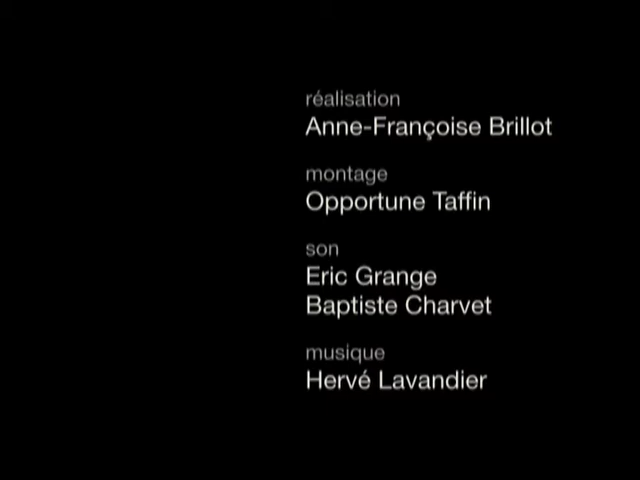 réalisation
Anne-Françoise Brillot
montage
Opportune Taffin
son
Eric Grange
Baptiste Charvet
musique
Hervé Lavandier